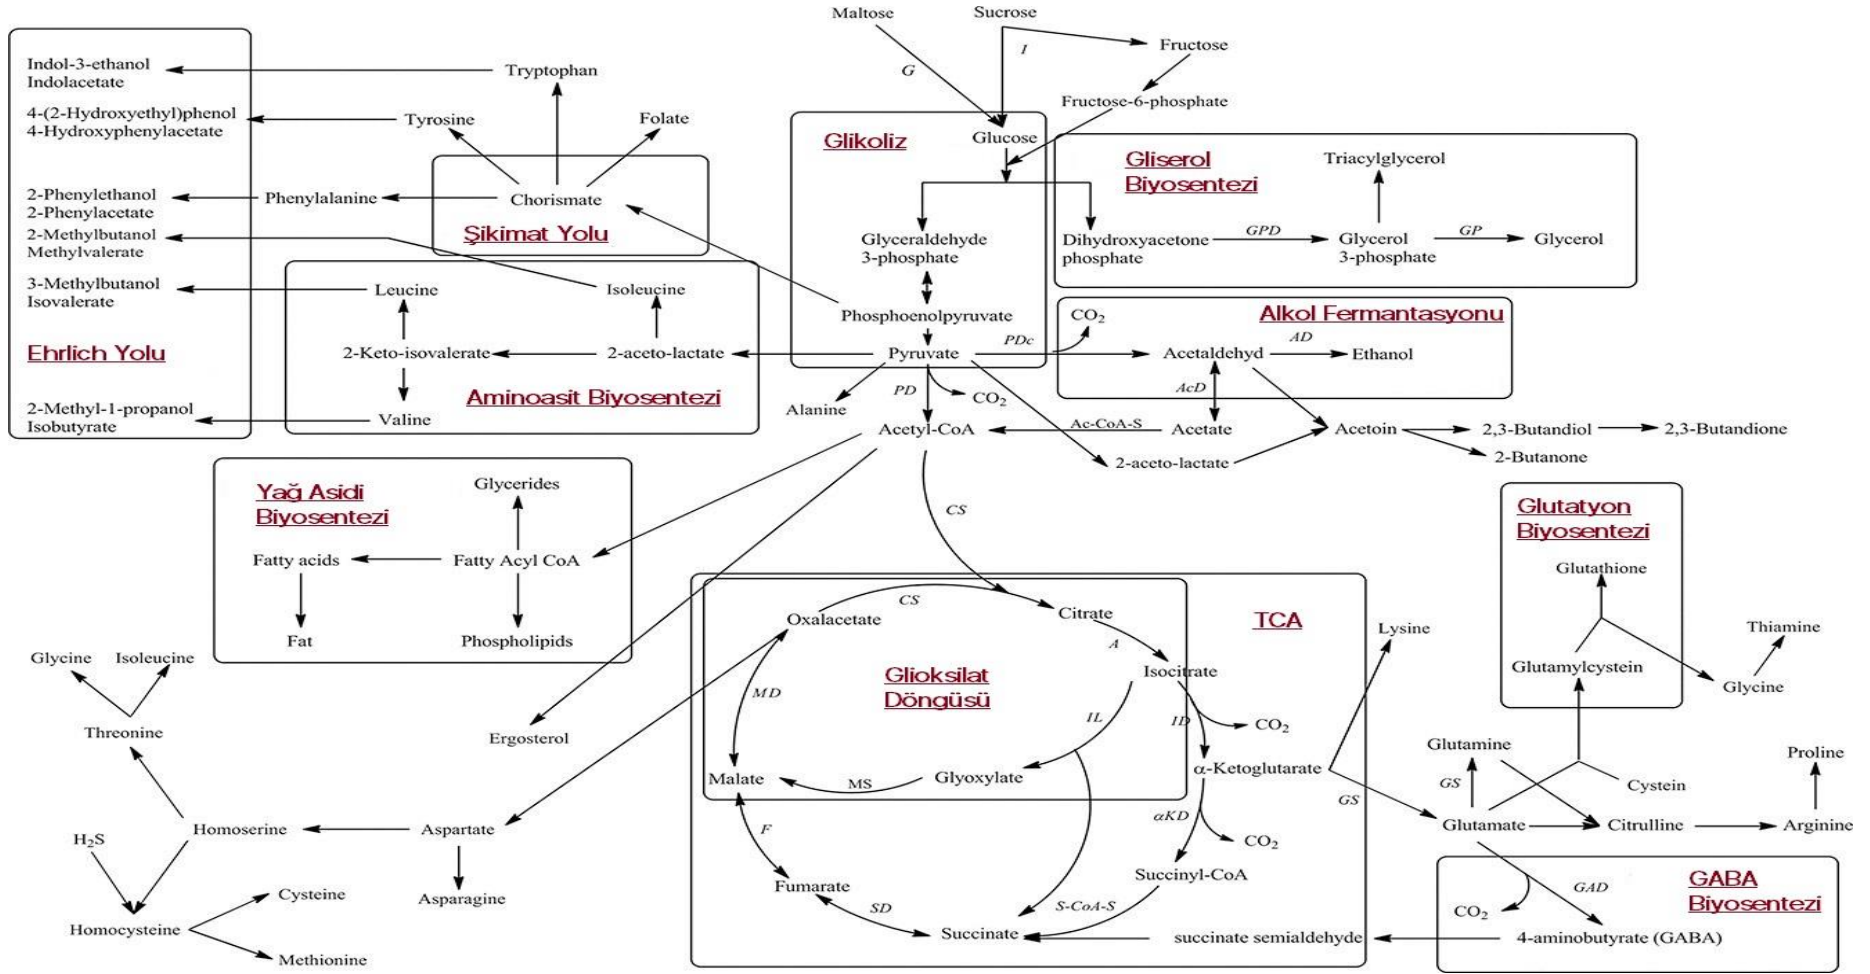 Maltose
Sucrose
I
Fructose
G
Fructose-6-phosphate
Indol-3-ethanol
Indolacetate
Tryptophan
4-(2-Hydroxyethyl)phenol
4-Hydroxyphenylacetate
Tyrosine
Folate
Glikoliz
Glucose
Gliserol
Biyosentezi
Triacylglycerol
2-Phenylethanol
2-Phenylacetate
Phenylalanine
Chorismate
Şikimat Yolu
2-Methylbutanol
Methylvalerate
Glyceraldehyde
3-phosphate
Dihydroxyacetone
phosphate
GPD
Glycerol
3-phosphate
GP
Glycerol
3-Methylbutanol
Isovalerate
Leucine
Isoleucine
Phosphoenolpyruvate
CO2
Alkol Fermantasyonu
Ehrlich Yolu
2-Keto-isovalerate
2-aceto-lactate
Pyruvate
PDc
Acetaldehyd
AD
Ethanol
Aminoasit Biyosentezi
Alanine
PD
CO2
AcD
2-Methyl-1-propanol
Isobutyrate
Valine
Acetyl-CoA
Ac-CoA-S
Acetate
Acetoin
2,3-Butandiol
2,3-Butandione
2-aceto-lactate
2-Butanone
Yağ Asidi
Biyosentezi
Glycerides
CS
Glutatyon
Biyosentezi
Fatty acids
Fatty Acyl CoA
Glutathione
Fat
Phospholipids
Oxalacetate
CS
Citrate
TCA
A
Lysine
Thiamine
Glycine
Isoleucine
Glioksilat
Döngüsü
Isocitrate
Glutamylcystein
Glycine
MD
IL
ID
CO2
Threonine
Ergosterol
Malate
MS
Glyoxylate
α-Ketoglutarate
GS
Glutamine
GS
Cystein
Proline
H2S
Homoserine
Aspartate
F
αKD
CO2
Glutamate
Citrulline
Arginine
Fumarate
Succinyl-CoA
GAD
GABA
Biyosentezi
Cysteine
Asparagine
SD
S-CoA-S
CO2
Homocysteine
Succinate
succinate semialdehyde
4-aminobutyrate (GABA)
Methionine